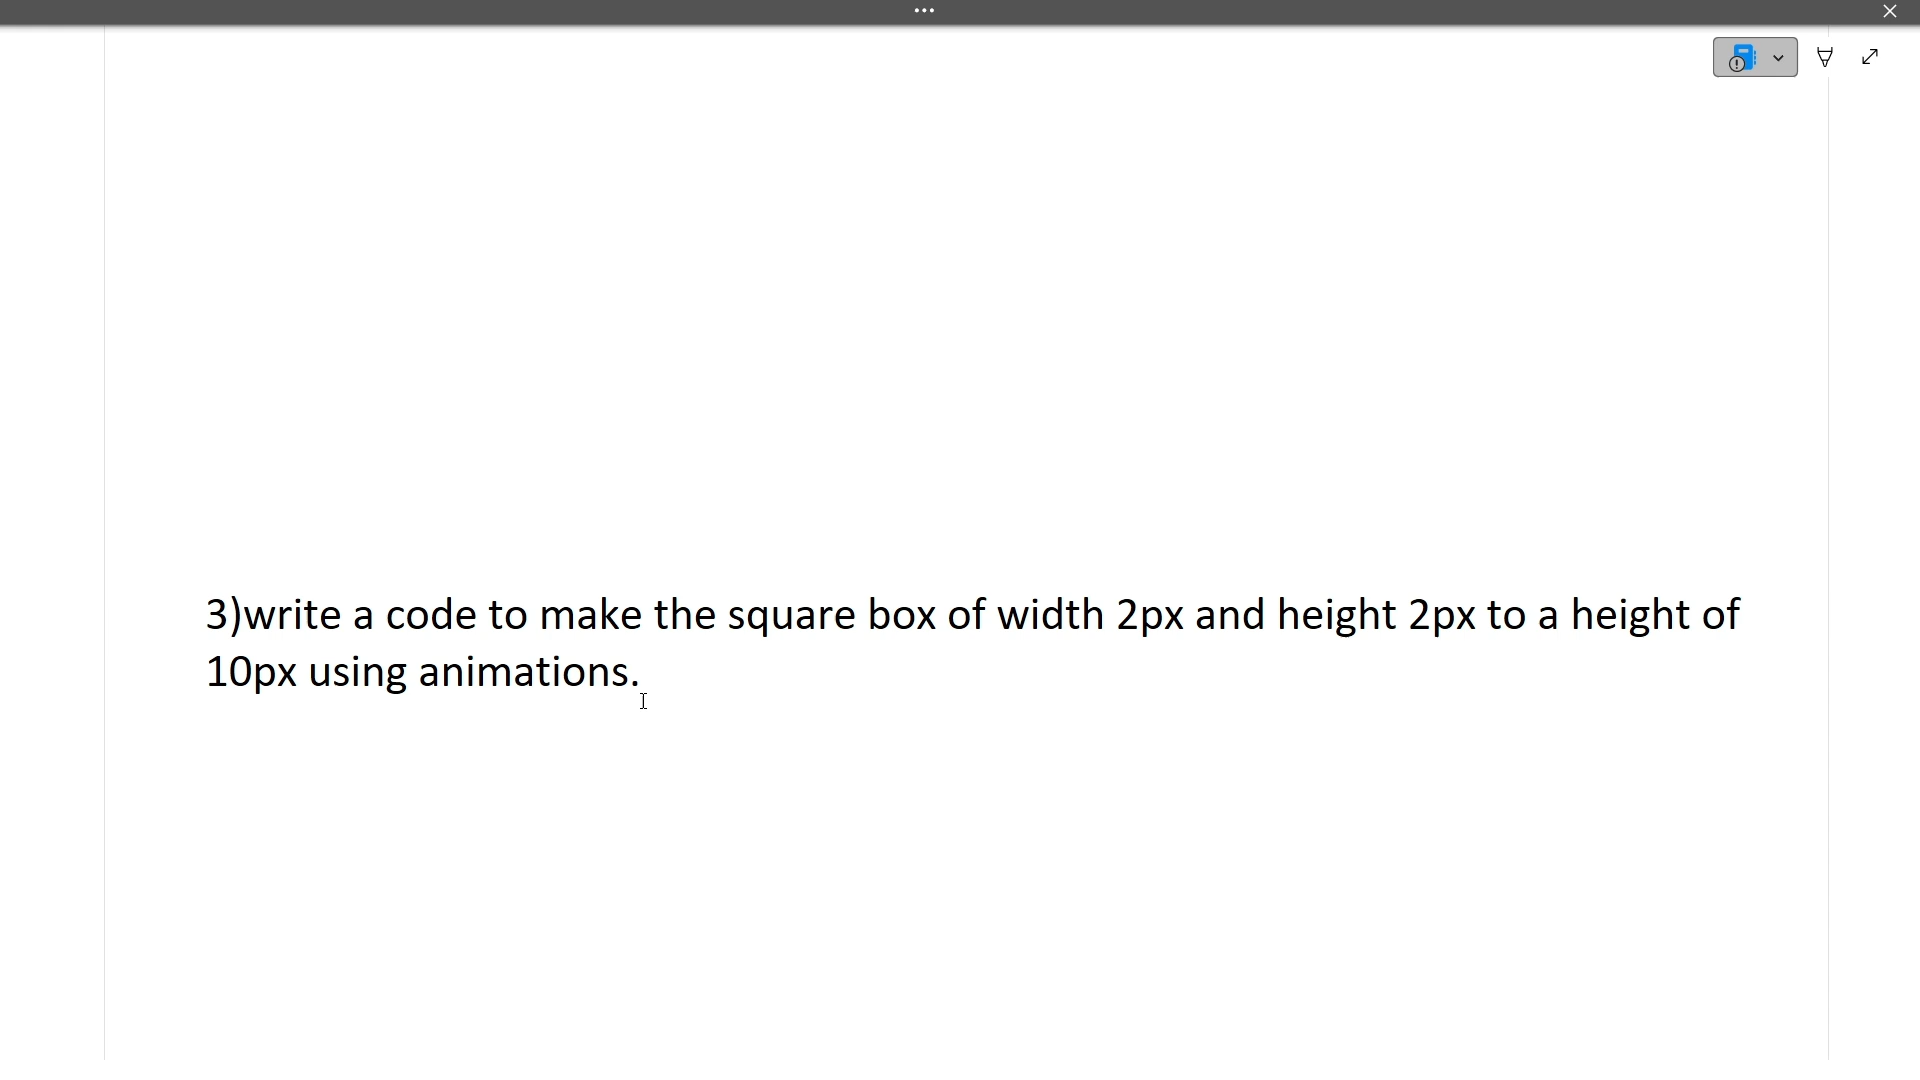 3)write a code to make the square box of width 2px and height 2px to a height of
10px using animations.